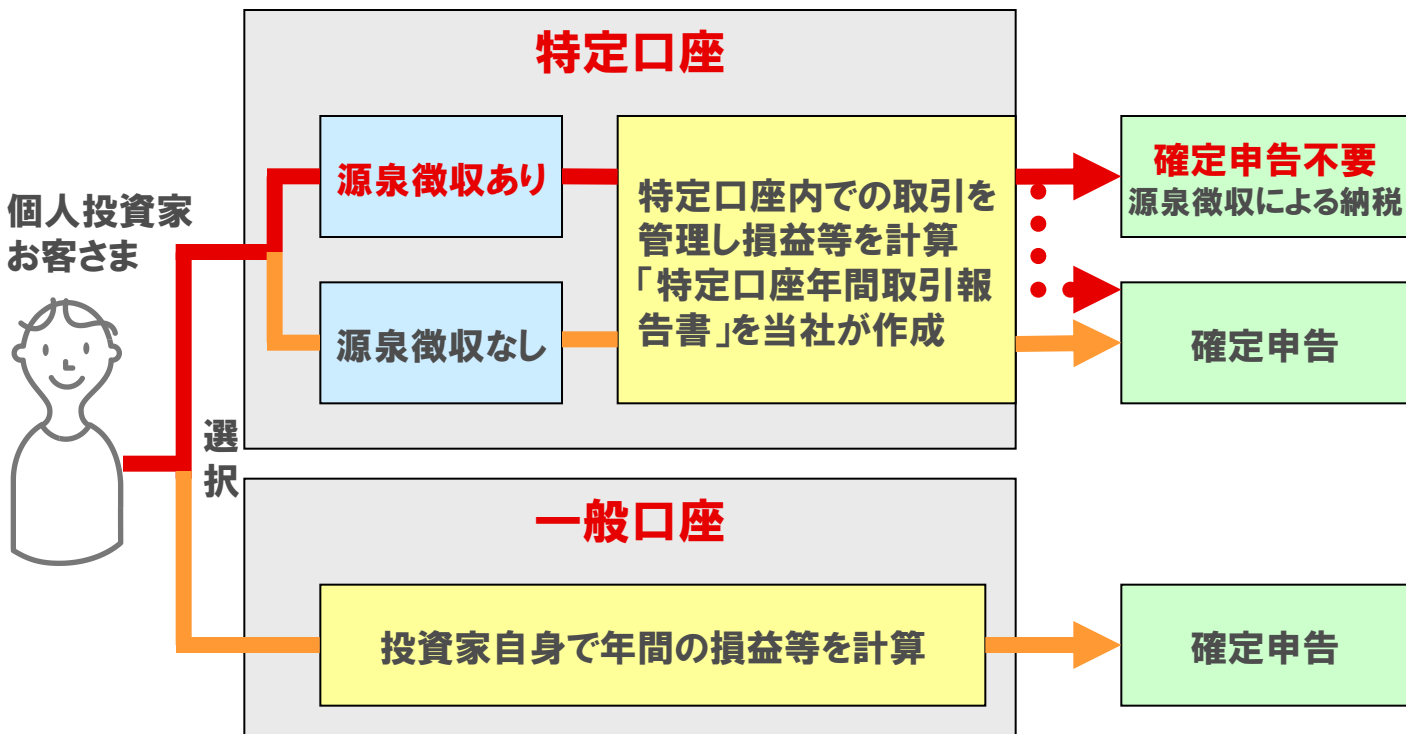 特定口座
個人投資家
お客さま
選
択
源泉徴収あり
源泉徴収なし
特定口座内での取引を
管理し損益等を計算
「特定口座年間取引報
告書」を当社が作成
確定申告不要
源泉徴収による納税
確定申告
一般口座
投資家自身で年間の損益等を計算
確定申告